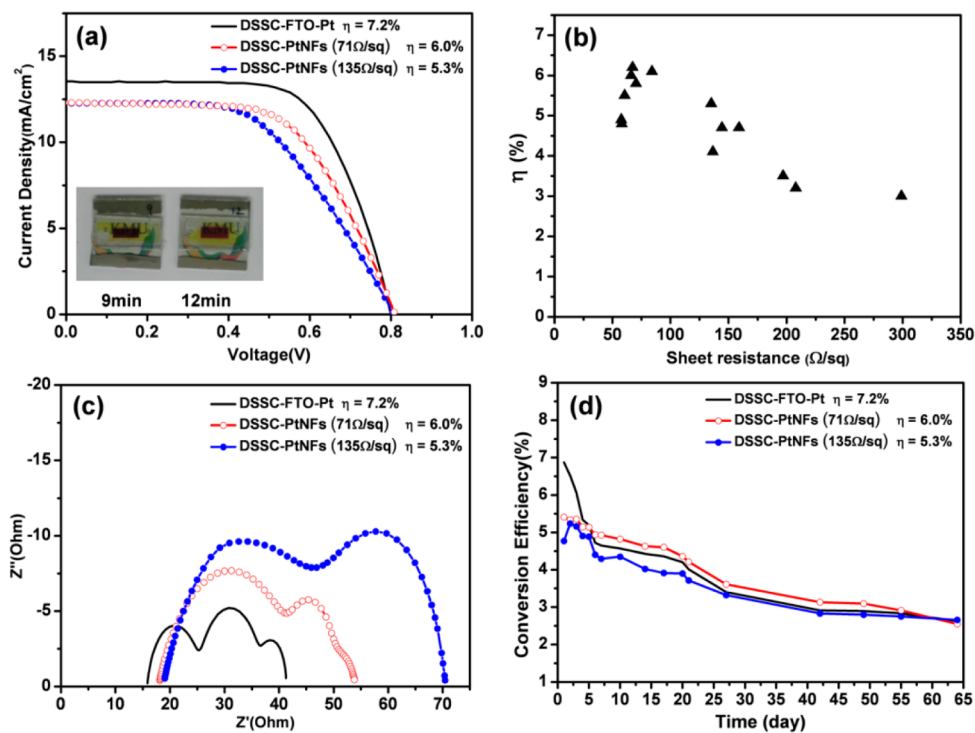 (a)
DSSC-FTO-Pt η = 7.2%
DSSC-PtNFs (71Ω/sq) η = 6.0%
DSSC-PtNFs (135Ω/sq) η = 5.3%
15
10
5
0
Current Density(mA/cm²)
KMU
KMU
9
12
9min
12min
0.0 0.2 0.4 0.6 0.8 1.0
Voltage(V)
(b)
7
6
5
4
3
2
1
0
η (%)
0 50 100 150 200 250 300 350
Sheet resistance (Ω/sq)
(c)
DSSC-FTO-Pt η = 7.2%
DSSC-PtNFs (71Ω/sq) η = 6.0%
DSSC-PtNFs (135Ω/sq) η = 5.3%
-20
-15
-10
-5
0
Z''(Ohm)
0 10 20 30 40 50 60 70 75
Z'(Ohm)
(d)
DSSC-FTO-Pt η = 7.2%
DSSC-PtNFs (71Ω/sq) η = 6.0%
DSSC-PtNFs (135Ω/sq) η = 5.3%
9
8
7
6
5
4
3
2
1
Conversion Efficiency(%)
0 5 10 15 20 25 30 35 40 45 50 55 60 65
Time (day)